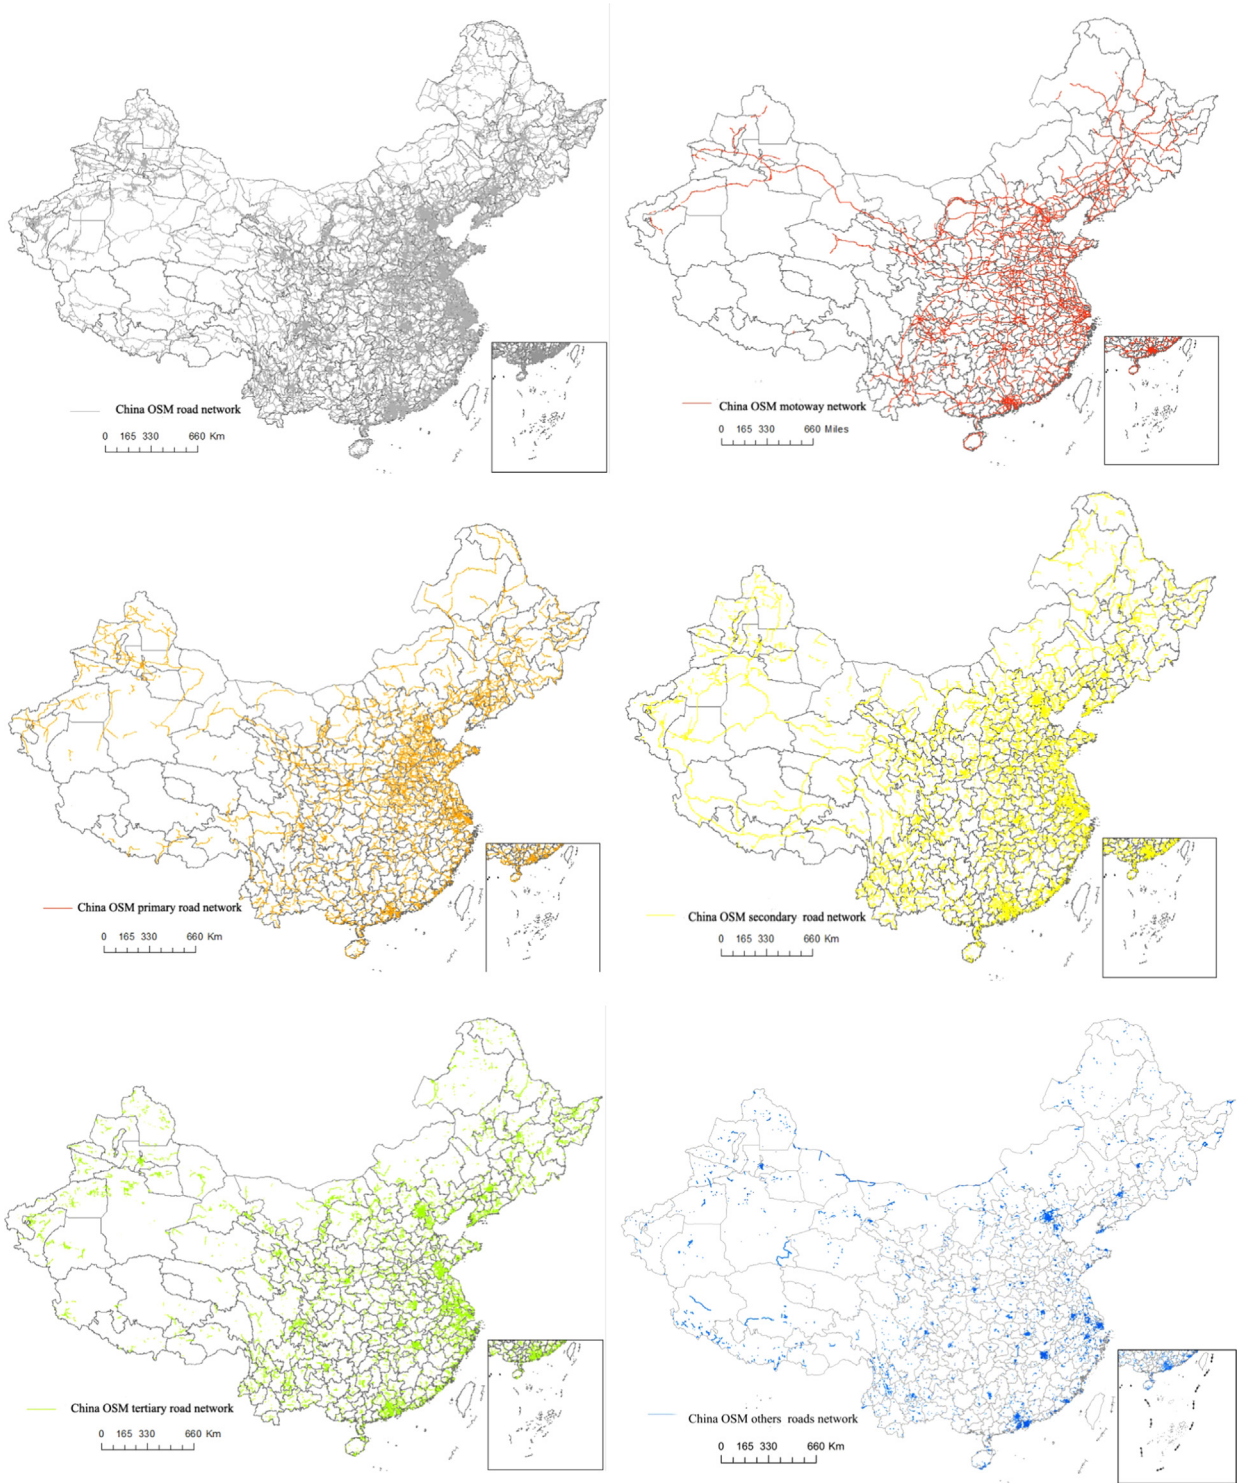 China OSM road network
0 165 330 660 Km
China OSM motoway network
0 165 330 660 Miles
China OSM primary road network
0 165 330 660 Km
China OSM secondary road network
0 165 330 660 Km
China OSM tertiary road network
0 165 330 660 Km
China OSM others roads network
0 165 330 660 Km